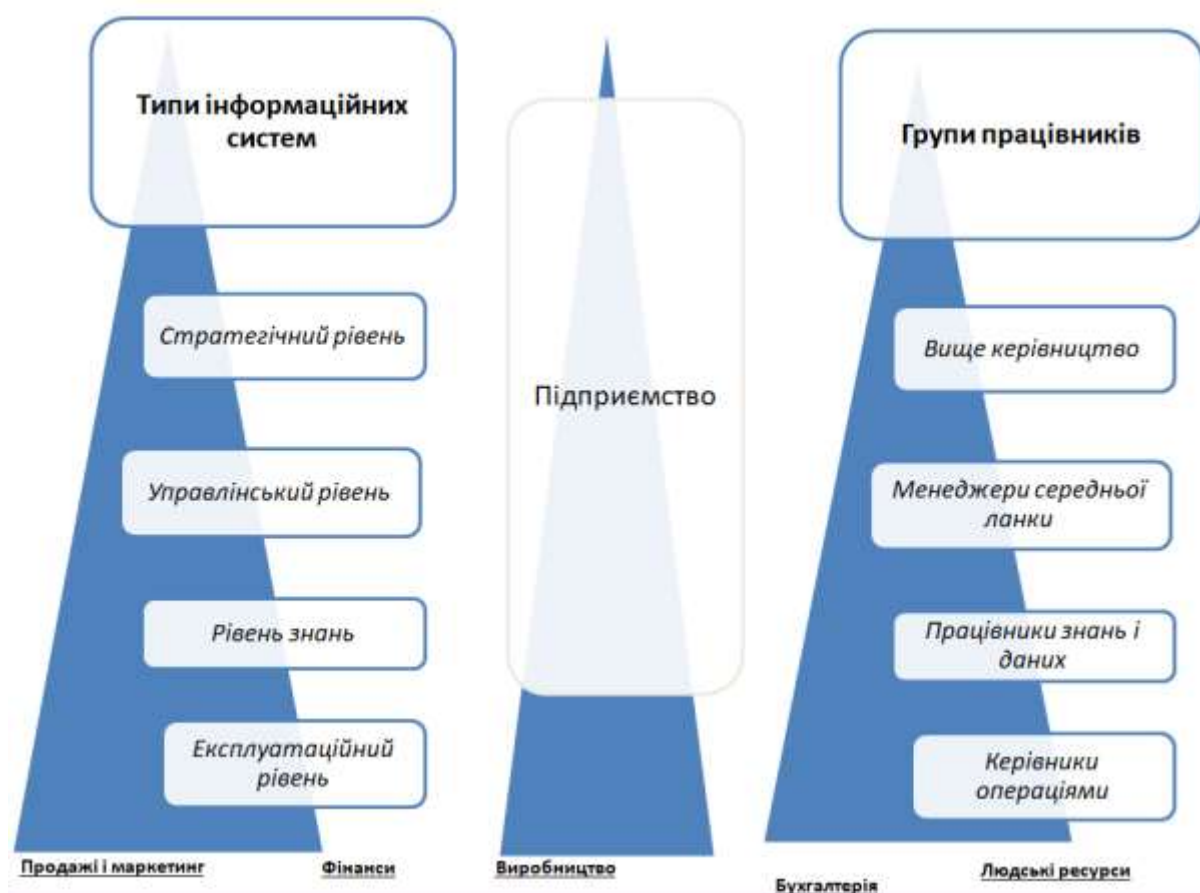 Типи інформаційних
систем
Стратегічний рівень
Управлінський рівень
Рівень знань
Експлуатаційний
рівень
Підприємство
Групи працівників
Вище керівництво
Менеджери середньої
ланки
Працівники знань і
даних
Керівники
операціями
Продажі і маркетинг
Фінанси
Виробництво
Бухгалтерія
Людські ресурси